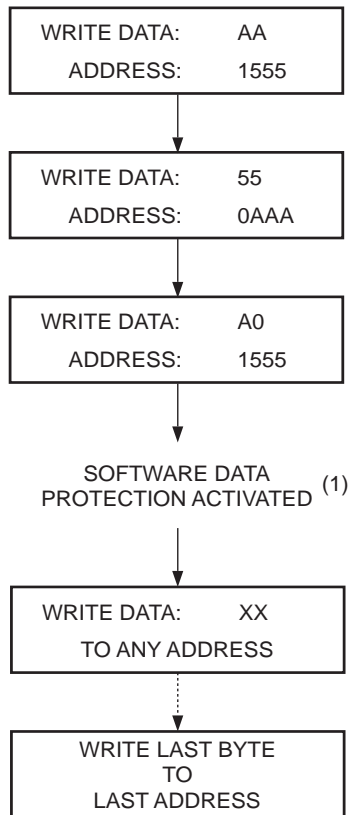 WRITE DATA: AA
ADDRESS: 1555
WRITE DATA: 55
ADDRESS: 0AAA
WRITE DATA: A0
ADDRESS: 1555
SOFTWARE DATA
PROTECTION ACTIVATED (1)
WRITE DATA: XX
TO ANY ADDRESS
WRITE LAST BYTE
TO
LAST ADDRESS